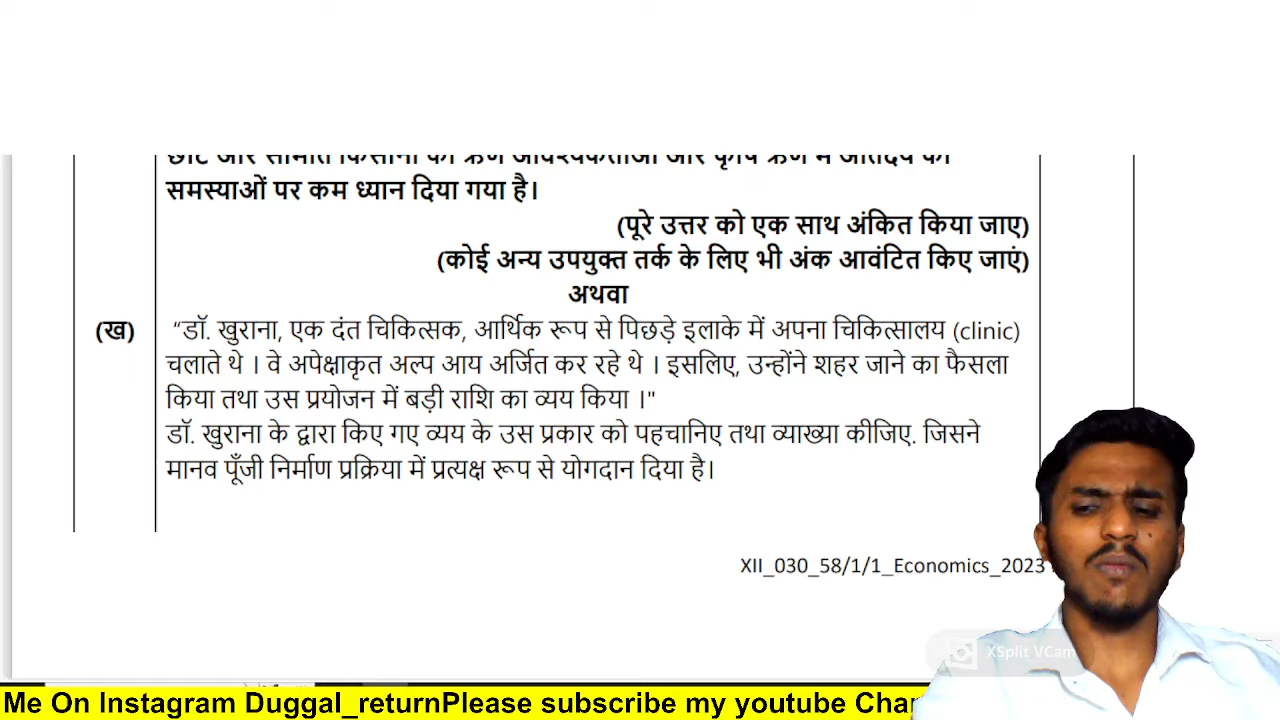 समस्याओं पर कम ध्यान दिया गया है।
(पूरे उत्तर को एक साथ अंकित किया जाए)
(कोई अन्य उपयुक्त तर्क के लिए भी अंक आवंटित किए जाएं)
अथवा
(ख) “डॉ. खुराना, एक दंत चिकित्सक, आर्थिक रूप से पिछड़े इलाके में अपना चिकित्सालय (clinic)
चलाते थे । वे अपेक्षाकृत अल्प आय अर्जित कर रहे थे । इसलिए, उन्होंने शहर जाने का फैसला
किया तथा उस प्रयोजन में बड़ी राशि का व्यय किया ।"
डॉ. खुराना के द्वारा किए गए व्यय के उस प्रकार को पहचानिए तथा व्याख्या कीजिए. जिसने
मानव पूँजी निर्माण प्रक्रिया में प्रत्यक्ष रूप से योगदान दिया है।
XII_030_58/1/1_Economics_2023
XSplit VCam
Me On Instagram Duggal_returnPlease subscribe my youtube